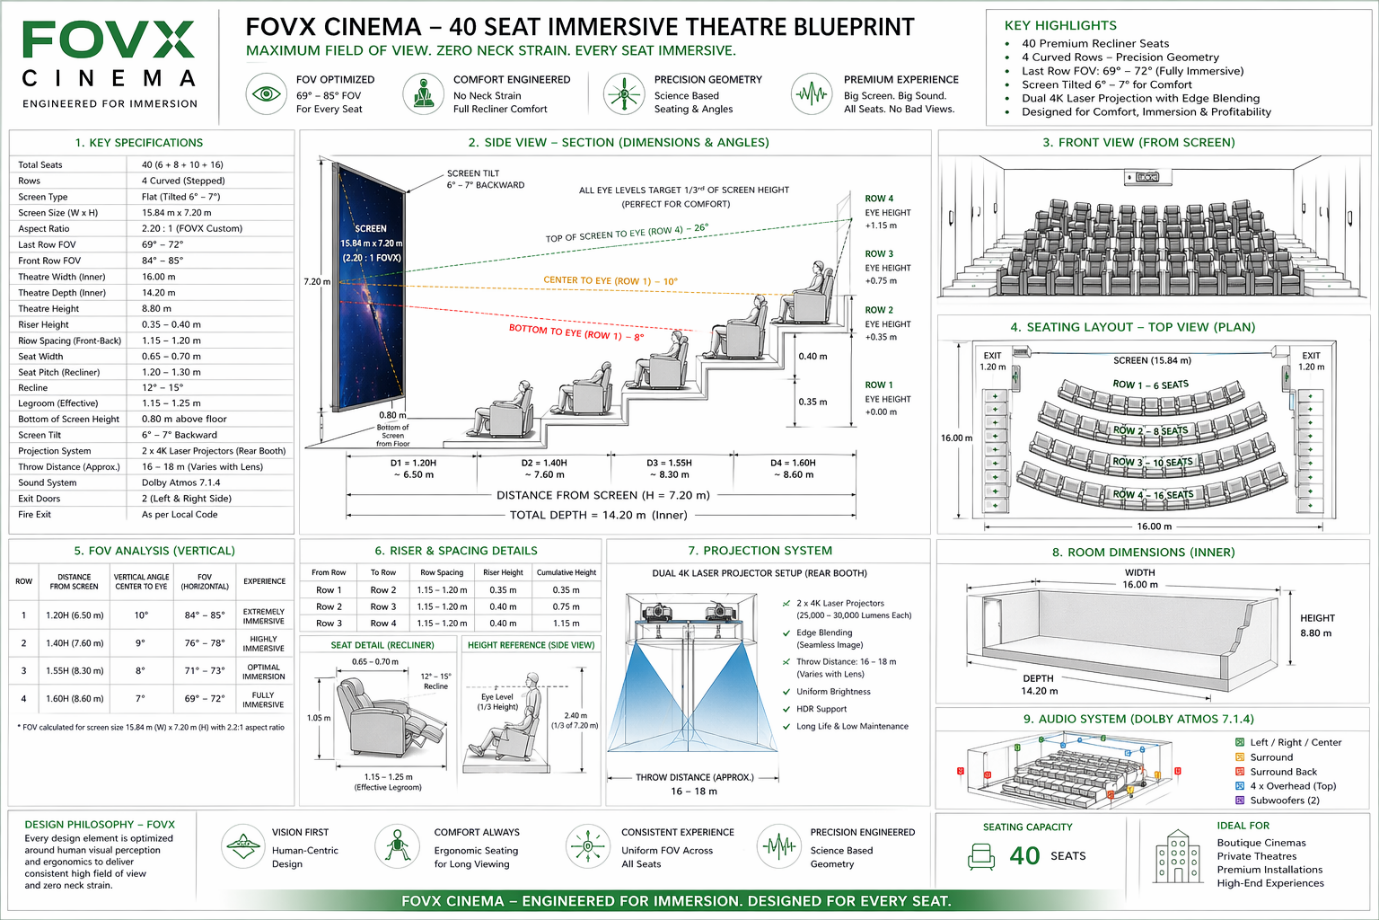 FOVX
CINEMA
ENGINEERED FOR IMMERSION
FOVX CINEMA – 40 SEAT IMMERSIVE THEATRE BLUEPRINT
MAXIMUM FIELD OF VIEW. ZERO NECK STRAIN. EVERY SEAT IMMERSIVE.
FOV OPTIMIZED
69° – 85° FOV
For Every Seat
COMFORT ENGINEERED
No Neck Strain
Full Recliner Comfort
PRECISION GEOMETRY
Science Based
Seating & Angles
PREMIUM EXPERIENCE
Big Screen. Big Sound.
All Seats. No Bad Views.
KEY HIGHLIGHTS
• 40 Premium Recliner Seats
• 4 Curved Rows – Precision Geometry
• Last Row FOV: 69° – 72° (Fully Immersive)
• Screen Tilted 6° – 7° for Comfort
• Dual 4K Laser Projection with Edge Blending
• Designed for Comfort, Immersion & Profitability
1. KEY SPECIFICATIONS
Total Seats 40 (6 + 8 + 10 + 16)
Rows 4 Curved (Stepped)
Screen Type Flat (Tilted 6° – 7°)
Screen Size (W x H) 15.84 m x 7.20 m
Aspect Ratio 2.20 : 1 (FOVX Custom)
Last Row FOV 69° – 72°
Front Row FOV 84° – 85°
Theatre Width (Inner) 16.00 m
Theatre Depth (Inner) 14.20 m
Theatre Height 8.80 m
Riser Height 0.35 – 0.40 m
Riow Spacing (Front-Back) 1.15 – 1.20 m
Seat Width 0.65 – 0.70 m
Seat Pitch (Recliner) 1.20 – 1.30 m
Recline 12° – 15°
Legroom (Effective) 1.15 – 1.25 m
Bottom of Screen Height 0.80 m above floor
Screen Tilt 6° – 7° Backward
Projection System 2 x 4K Laser Projectors (Rear Booth)
Throw Distance (Approx.) 16 – 18 m (Varies with Lens)
Sound System Dolby Atmos 7.1.4
Exit Doors 2 (Left & Right Side)
Fire Exit As per Local Code
2. SIDE VIEW – SECTION (DIMENSIONS & ANGLES)
SCREEN TILT
6° – 7° BACKWARD
ALL EYE LEVELS TARGET 1/3rd OF SCREEN HEIGHT
(PERFECT FOR COMFORT)
SCREEN
15.84 m x 7.20 m
(2.20 : 1 FOVX)
7.20 m
TOP OF SCREEN TO EYE (ROW 4) – 26°
CENTER TO EYE (ROW 1) – 10°
BOTTOM TO EYE (ROW 1) – 8°
ROW 4
EYE HEIGHT
+1.15 m
ROW 3
EYE HEIGHT
+0.75 m
ROW 2
EYE HEIGHT
+0.35 m
ROW 1
EYE HEIGHT
+0.00 m
0.40 m
0.35 m
0.80 m
Bottom of
Screen
from Floor
D1 = 1.20H
~ 6.50 m
D2 = 1.40H
~ 7.60 m
D3 = 1.55H
~ 8.30 m
D4 = 1.60H
~ 8.60 m
DISTANCE FROM SCREEN (H = 7.20 m)
TOTAL DEPTH = 14.20 m (Inner)
3. FRONT VIEW (FROM SCREEN)
4. SEATING LAYOUT – TOP VIEW (PLAN)
EXIT
1.20 m
SCREEN (15.84 m)
EXIT
1.20 m
ROW 1 – 6 SEATS
ROW 2 – 8 SEATS
ROW 3 – 10 SEATS
ROW 4 – 16 SEATS
16.00 m
16.00 m
5. FOV ANALYSIS (VERTICAL)
ROW DISTANCE FROM SCREEN VERTICAL ANGLE CENTER TO EYE FOV (HORIZONTAL) EXPERIENCE
1 1.20H (6.50 m) 10° 84° – 85° EXTREMELY IMMERSIVE
2 1.40H (7.60 m) 9° 76° – 78° HIGHLY IMMERSIVE
3 1.55H (8.30 m) 8° 71° – 73° OPTIMAL IMMERSION
4 1.60H (8.60 m) 7° 69° – 72° FULLY IMMERSIVE
* FOV calculated for screen size 15.84 m (W) x 7.20 m (H) with 2.2:1 aspect ratio
6. RISER & SPACING DETAILS
From Row To Row Row Spacing Riser Height Cumulative Height
Row 1 Row 2 1.15 – 1.20 m 0.35 m 0.35 m
Row 2 Row 3 1.15 – 1.20 m 0.40 m 0.75 m
Row 3 Row 4 1.15 – 1.20 m 0.40 m 1.15 m
SEAT DETAIL (RECLINER)
0.65 – 0.70 m
12° – 15°
Recline
1.05 m
1.15 – 1.25 m
(Effective Legroom)
HEIGHT REFERENCE (SIDE VIEW)
Eye Level
(1/3 Height)
2.40 m
(1/3 of 7.20 m)
7. PROJECTION SYSTEM
DUAL 4K LASER PROJECTOR SETUP (REAR BOOTH)
2 x 4K Laser Projectors
(25,000 – 30,000 Lumens Each)
Edge Blending
(Seamless Image)
Throw Distance: 16 – 18 m
(Varies with Lens)
Uniform Brightness
HDR Support
Long Life & Low Maintenance
THROW DISTANCE (APPROX.)
16 – 18 m
8. ROOM DIMENSIONS (INNER)
WIDTH
16.00 m
HEIGHT
8.80 m
DEPTH
14.20 m
9. AUDIO SYSTEM (DOLBY ATMOS 7.1.4)
Left / Right / Center
Surround
Surround Back
4 x Overhead (Top)
Subwoofers (2)
DESIGN PHILOSOPHY – FOVX
Every design element is optimized
around human visual perception
and ergonomics to deliver
consistent high field of view
and zero neck strain.
VISION FIRST
Human-Centric
Design
COMFORT ALWAYS
Ergonomic Seating
for Long Viewing
CONSISTENT EXPERIENCE
Uniform FOV Across
All Seats
PRECISION ENGINEERED
Science Based
Geometry
SEATING CAPACITY
40 SEATS
IDEAL FOR
Boutique Cinemas
Private Theatres
Premium Installations
High-End Experiences
FOVX CINEMA – ENGINEERED FOR IMMERSION. DESIGNED FOR EVERY SEAT.